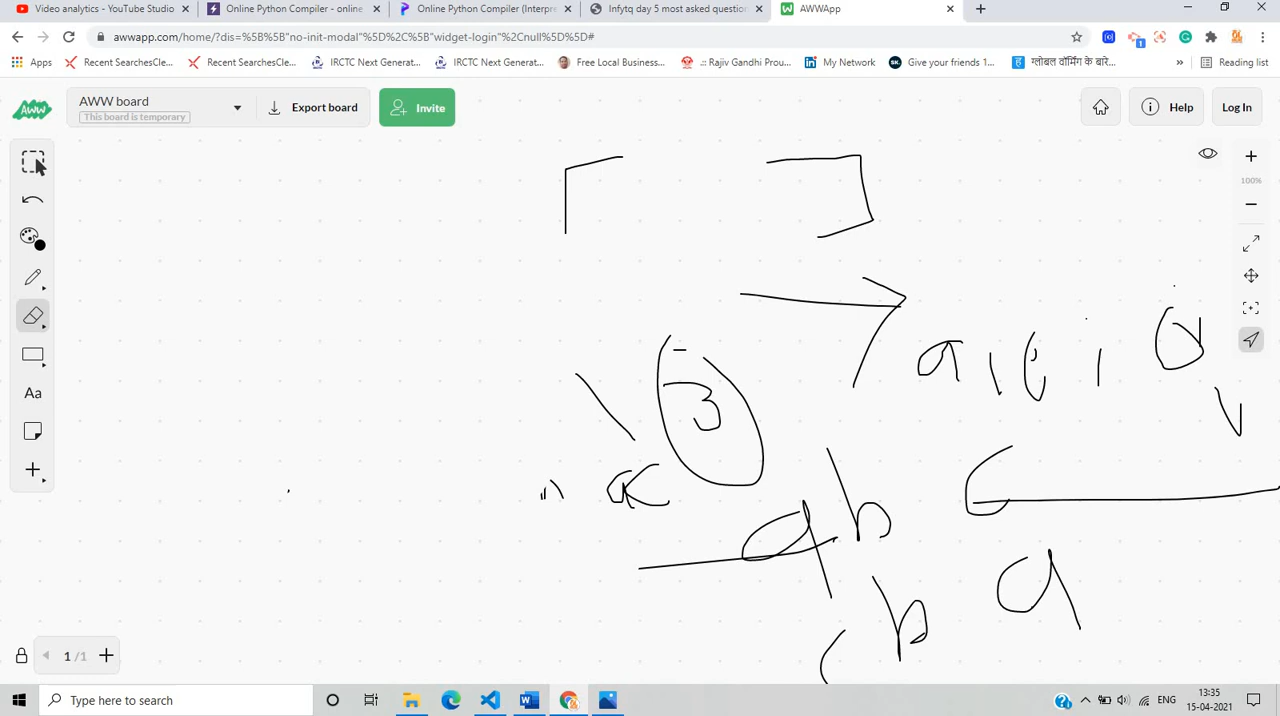 Video analytics - YouTube Studio
Online Python Compiler - online
Online Python Compiler (Interpre
Infytq day 5 most asked question
AWWApp
awwapp.com/home/?dis=%5B%5B"no-init-modal"%2C%5B"widget-login"%2Cnull%5D%5D#
Apps
Recent SearchesCle...
Recent SearchesCle...
IRCTC Next Generat...
IRCTC Next Generat...
Free Local Business...
.:: Rajiv Gandhi Prou...
My Network
Give your friends 1...
ग्लोबल वॉर्मिंग के बारे...
»
Reading list
AWW
AWW board
This board is temporary
Export board
Invite
Help
Log In
100%
a
3
a b
b a
Aa
1 / 1
Type here to search
ENG
13:35
15-04-2021